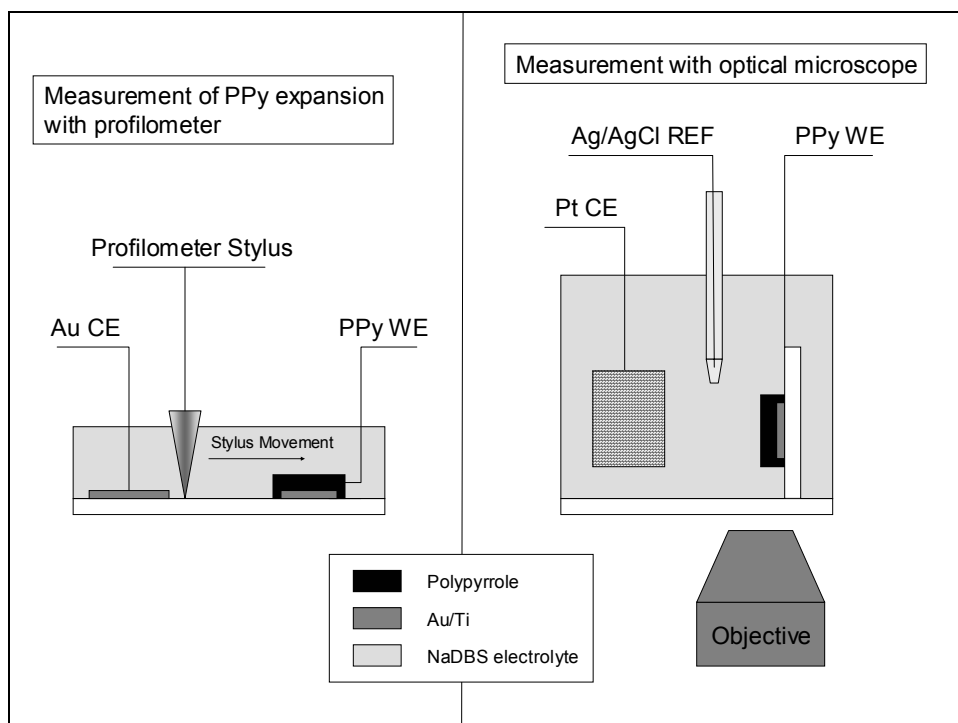 Measurement of PPy expansion
with profilometer
Profilometer Stylus
Au CE
PPy WE
Stylus Movement
Measurement with optical microscope
Ag/AgCl REF
PPy WE
Pt CE
Objective
Polypyrrole
Au/Ti
NaDBS electrolyte